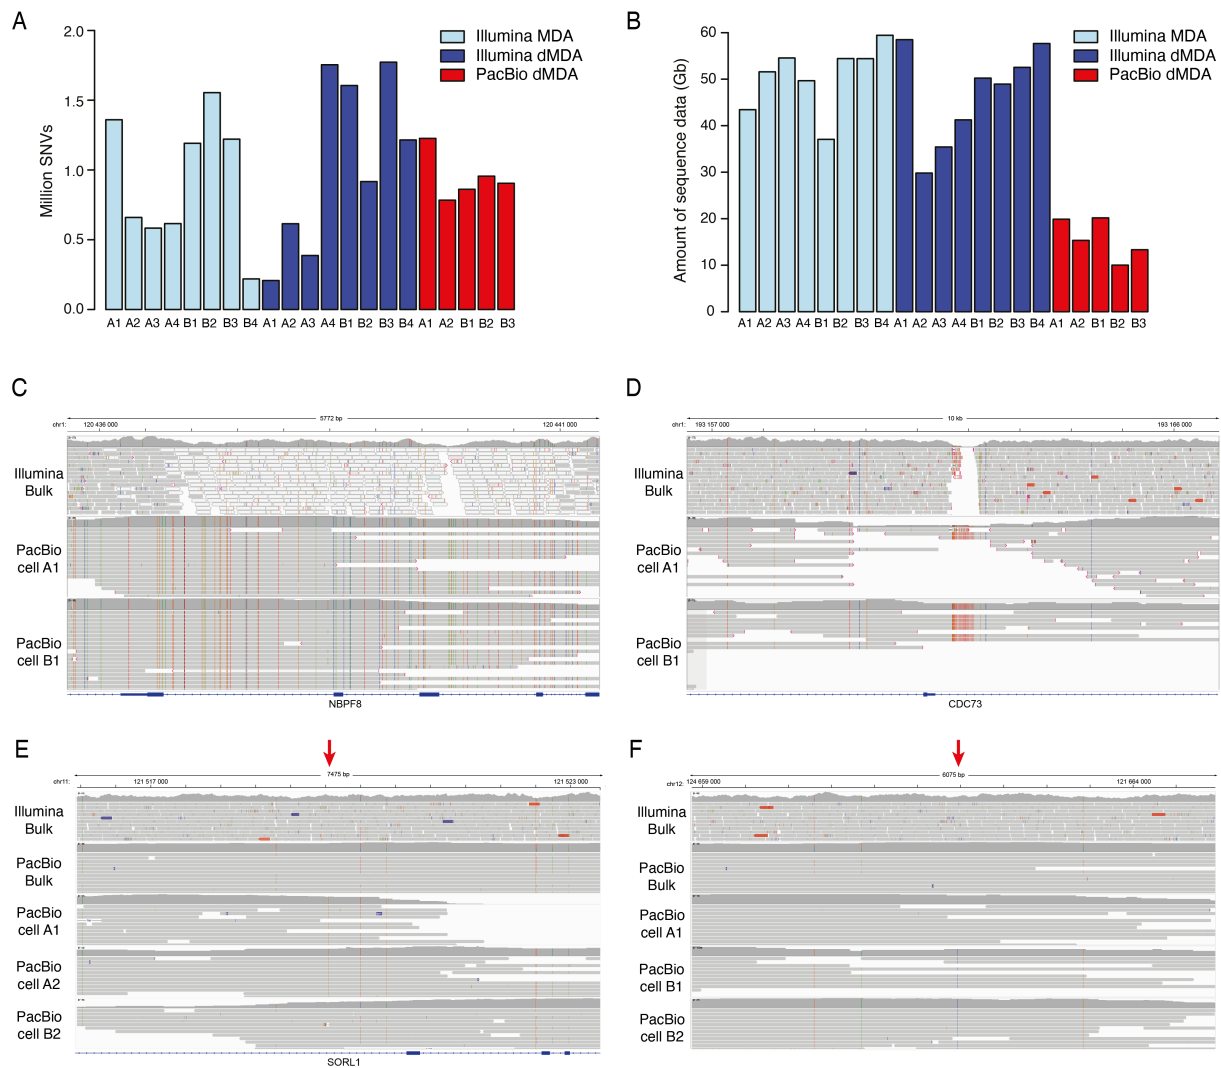 A
2.0
1.5
1.0
0.5
0.0
Million SNVs
Illumina MDA
Illumina dMDA
PacBio dMDA
A1 A2 A3 A4 B1 B2 B3 B4 A1 A2 A3 A4 B1 B2 B3 B4 A1 A2 B1 B2 B3
B
60
50
40
30
20
10
0
Amount of sequence data (Gb)
Illumina MDA
Illumina dMDA
PacBio dMDA
A1 A2 A3 A4 B1 B2 B3 B4 A1 A2 A3 A4 B1 B2 B3 B4 A1 A2 B1 B2 B3
C
5772 bp
chr1: 120 436 000 120 441 000
Illumina
Bulk
PacBio
cell A1
PacBio
cell B1
NBPF8
D
10 kb
chr1: 193 157 000 193 166 000
Illumina
Bulk
PacBio
cell A1
PacBio
cell B1
CDC73
E
7475 bp
chr11: 121 517 000 121 523 000
Illumina
Bulk
PacBio
Bulk
PacBio
cell A1
PacBio
cell A2
PacBio
cell B2
SORL1
F
6075 bp
chr12: 124 659 000 121 664 000
Illumina
Bulk
PacBio
Bulk
PacBio
cell A1
PacBio
cell B1
PacBio
cell B2